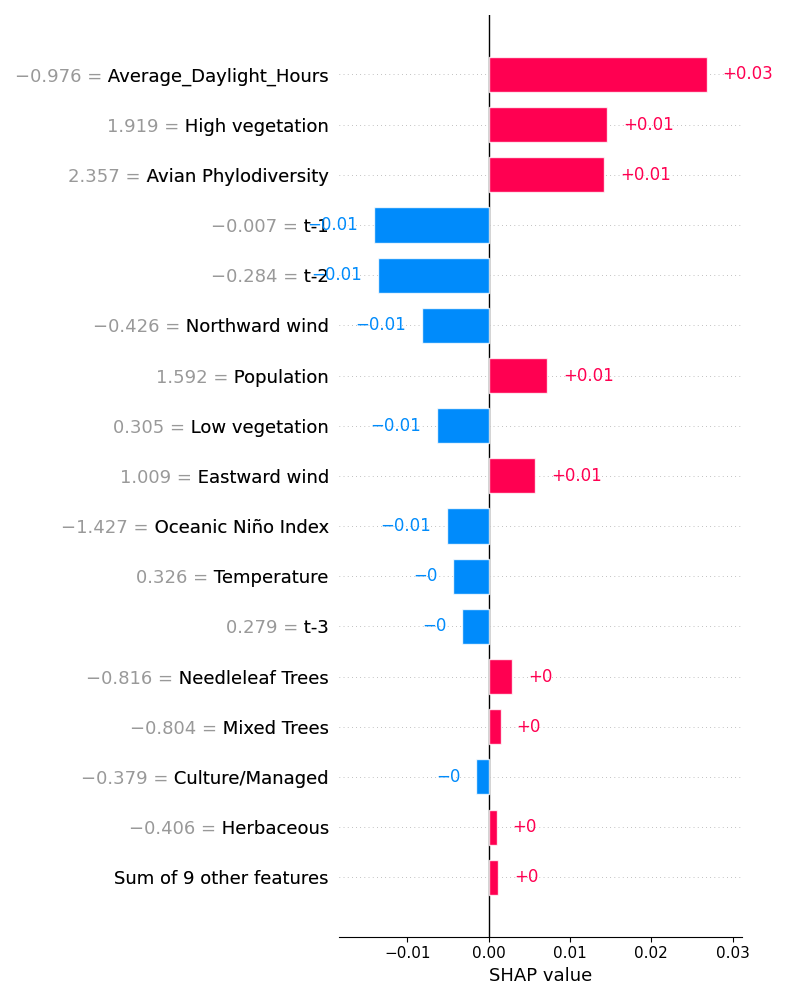 −0.976 = Average_Daylight_Hours +0.03
1.919 = High vegetation +0.01
2.357 = Avian Phylodiversity +0.01
−0.007 = t-1 −0.01
−0.284 = t-2 −0.01
−0.426 = Northward wind −0.01
1.592 = Population +0.01
0.305 = Low vegetation −0.01
1.009 = Eastward wind +0.01
−1.427 = Oceanic Niño Index −0.01
0.326 = Temperature −0
0.279 = t-3 −0
−0.816 = Needleleaf Trees +0
−0.804 = Mixed Trees +0
−0.379 = Culture/Managed −0
−0.406 = Herbaceous +0
Sum of 9 other features +0
−0.01 0.00 0.01 0.02 0.03
SHAP value